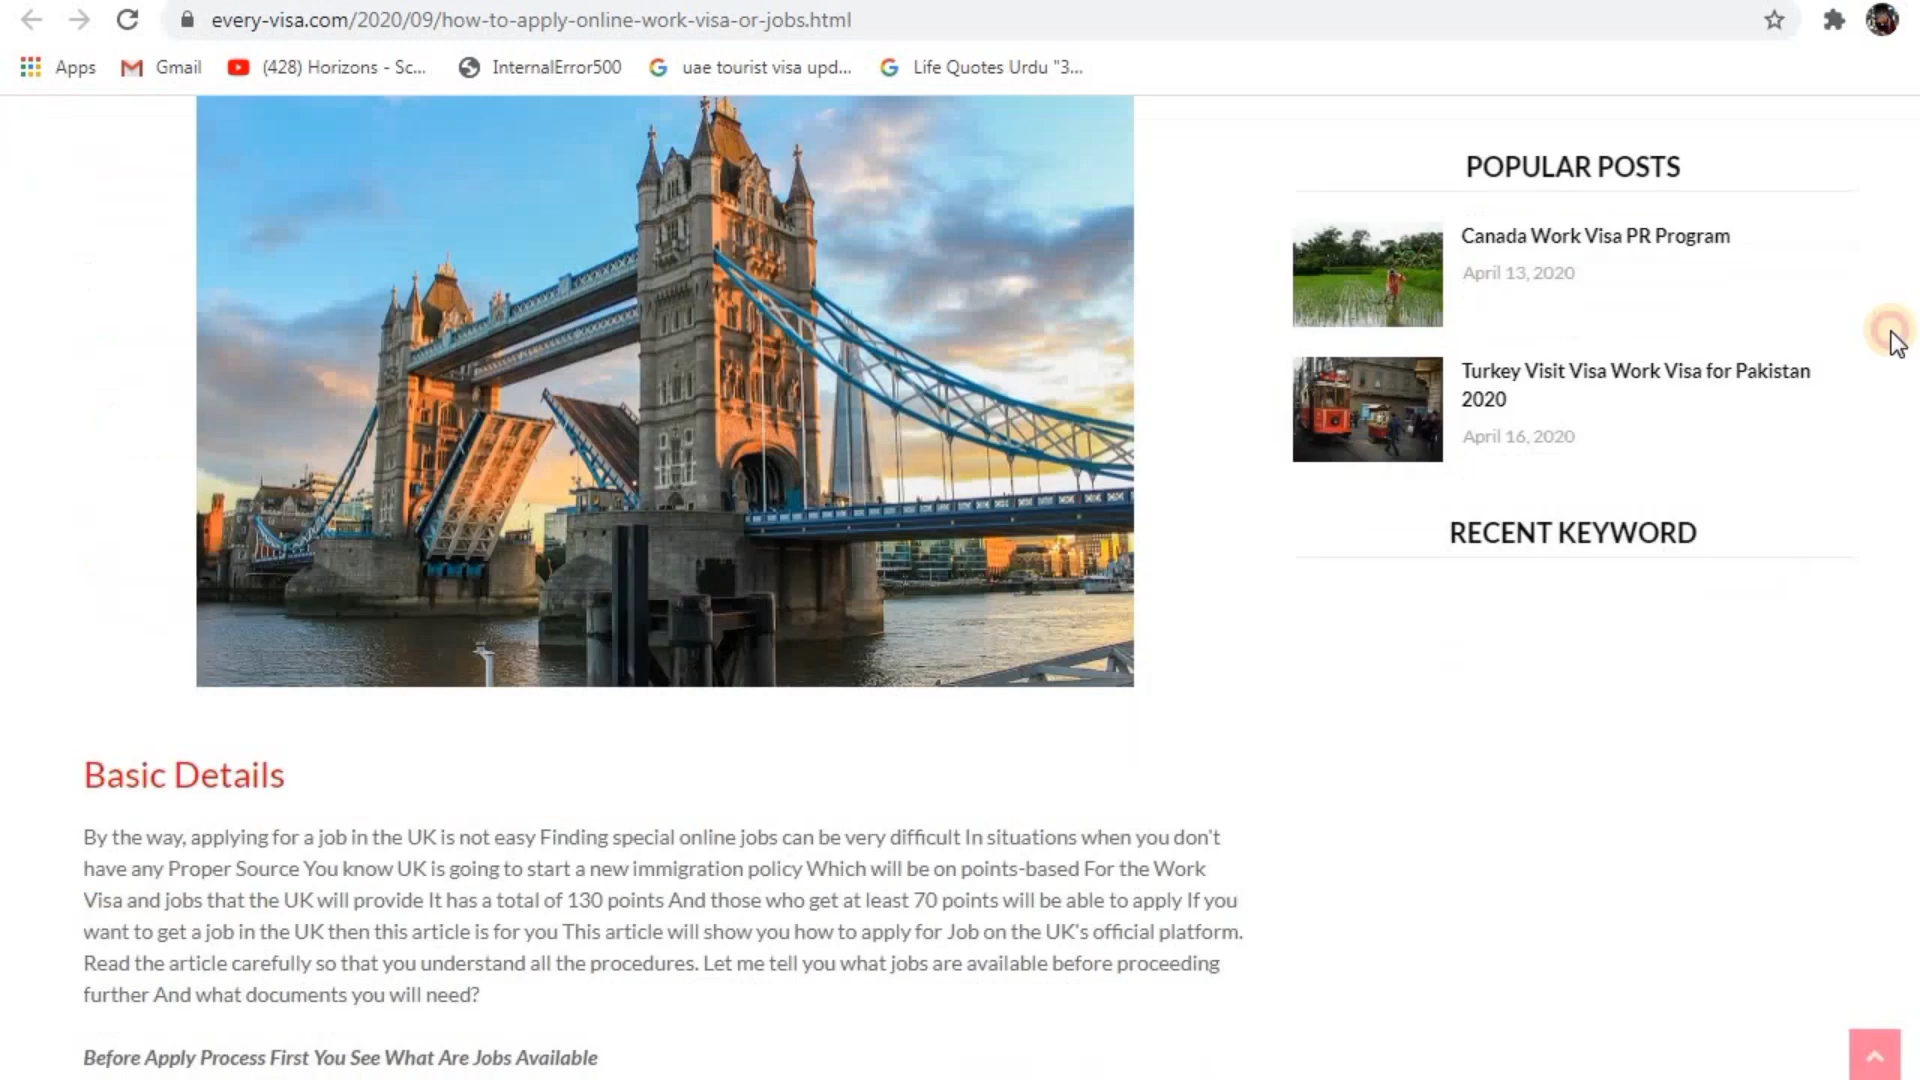 every-visa.com/2020/09/how-to-apply-online-work-visa-or-jobs.html
Apps
Gmail
(428) Horizons - Sc...
InternalError500
uae tourist visa upd...
Life Quotes Urdu "3...
POPULAR POSTS
Canada Work Visa PR Program
April 13, 2020
Turkey Visit Visa Work Visa for Pakistan
2020
April 16, 2020
RECENT KEYWORD
Basic Details
By the way, applying for a job in the UK is not easy Finding special online jobs can be very difficult In situations when you don't
have any Proper Source You know UK is going to start a new immigration policy Which will be on points-based For the Work
Visa and jobs that the UK will provide It has a total of 130 points And those who get at least 70 points will be able to apply If you
want to get a job in the UK then this article is for you This article will show you how to apply for Job on the UK's official platform.
Read the article carefully so that you understand all the procedures. Let me tell you what jobs are available before proceeding
further And what documents you will need?
Before Apply Process First You See What Are Jobs Available